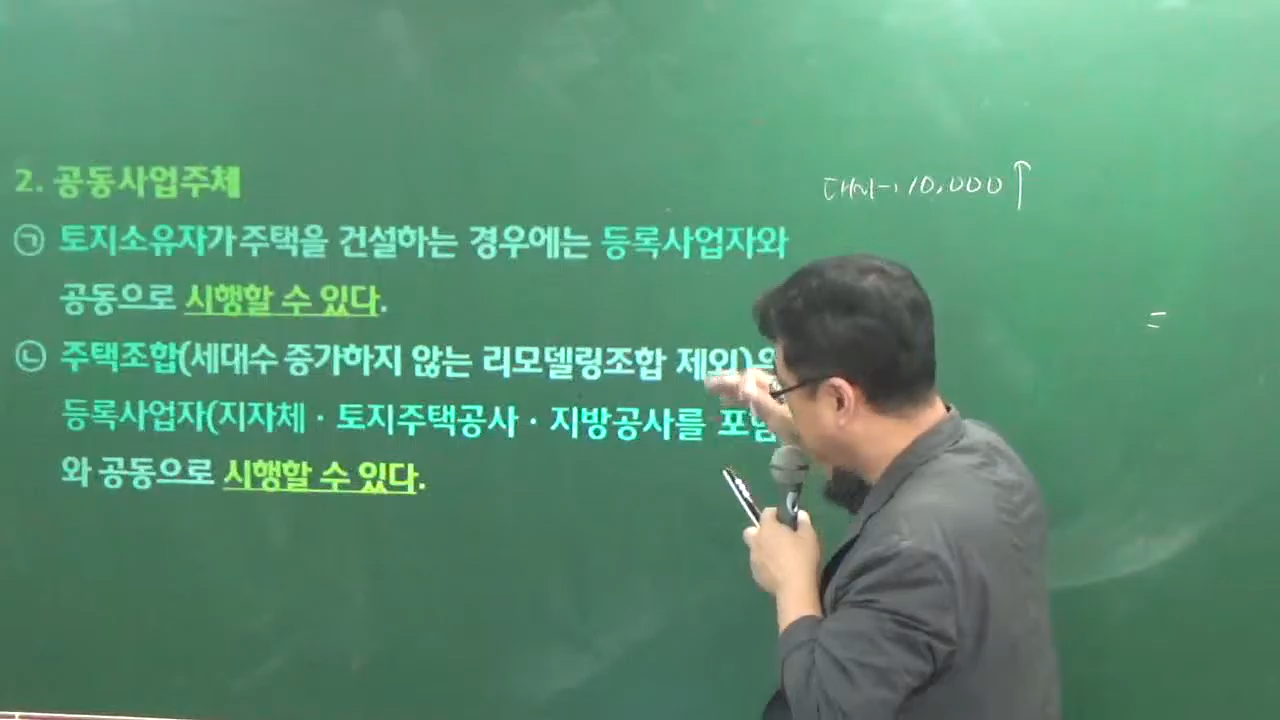 2. 공동사업주체
㉠ 토지소유자가 주택을 건설하는 경우에는 등록사업자와
공동으로 시행할 수 있다.
㉡ 주택조합(세대수 증가하지 않는 리모델링조합 제외)
등록사업자(지자체 · 토지주택공사 · 지방공사를 포함
와 공동으로 시행할 수 있다.
10,000↑